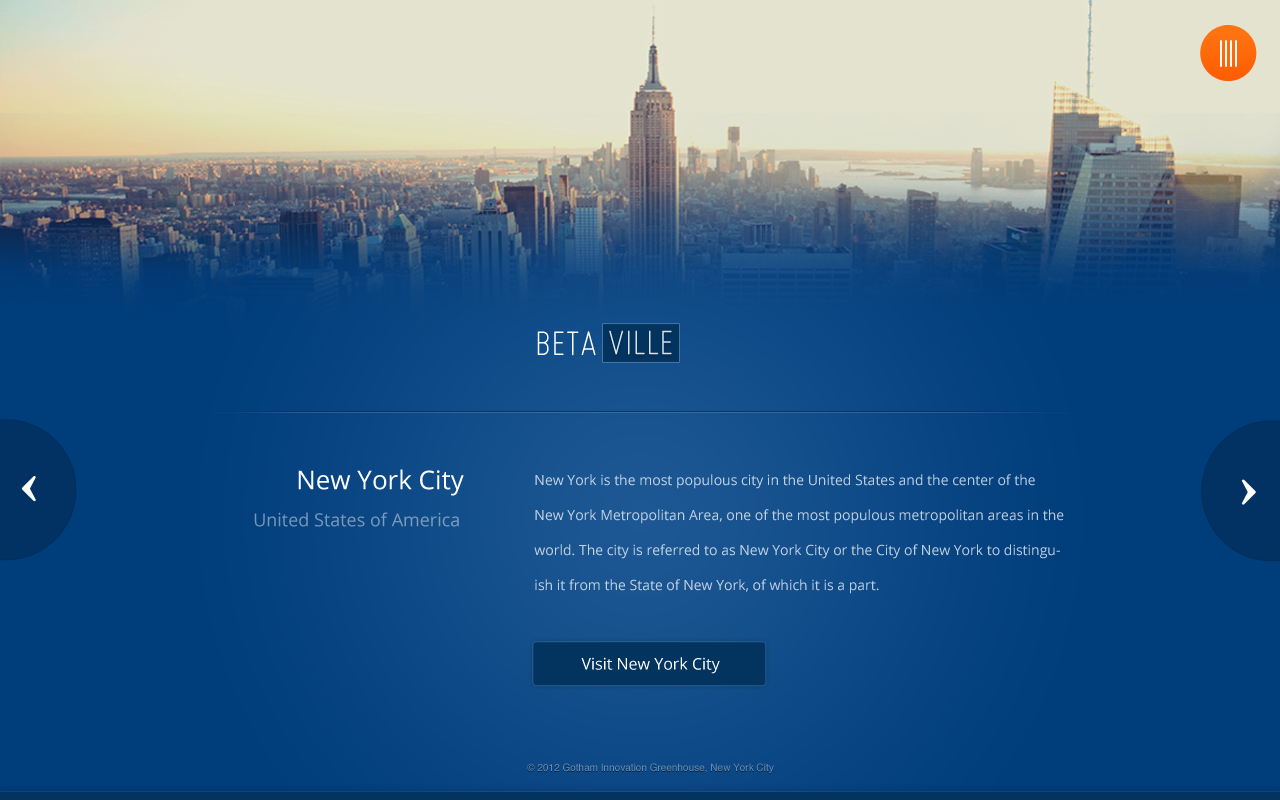 BETA VILLE
New York City
United States of America
New York is the most populous city in the United States and the center of the
New York Metropolitan Area, one of the most populous metropolitan areas in the
world. The city is referred to as New York City or the City of New York to distingu-
ish it from the State of New York, of which it is a part.
Visit New York City
© 2012 Gotham Innovation Greenhouse, New York City